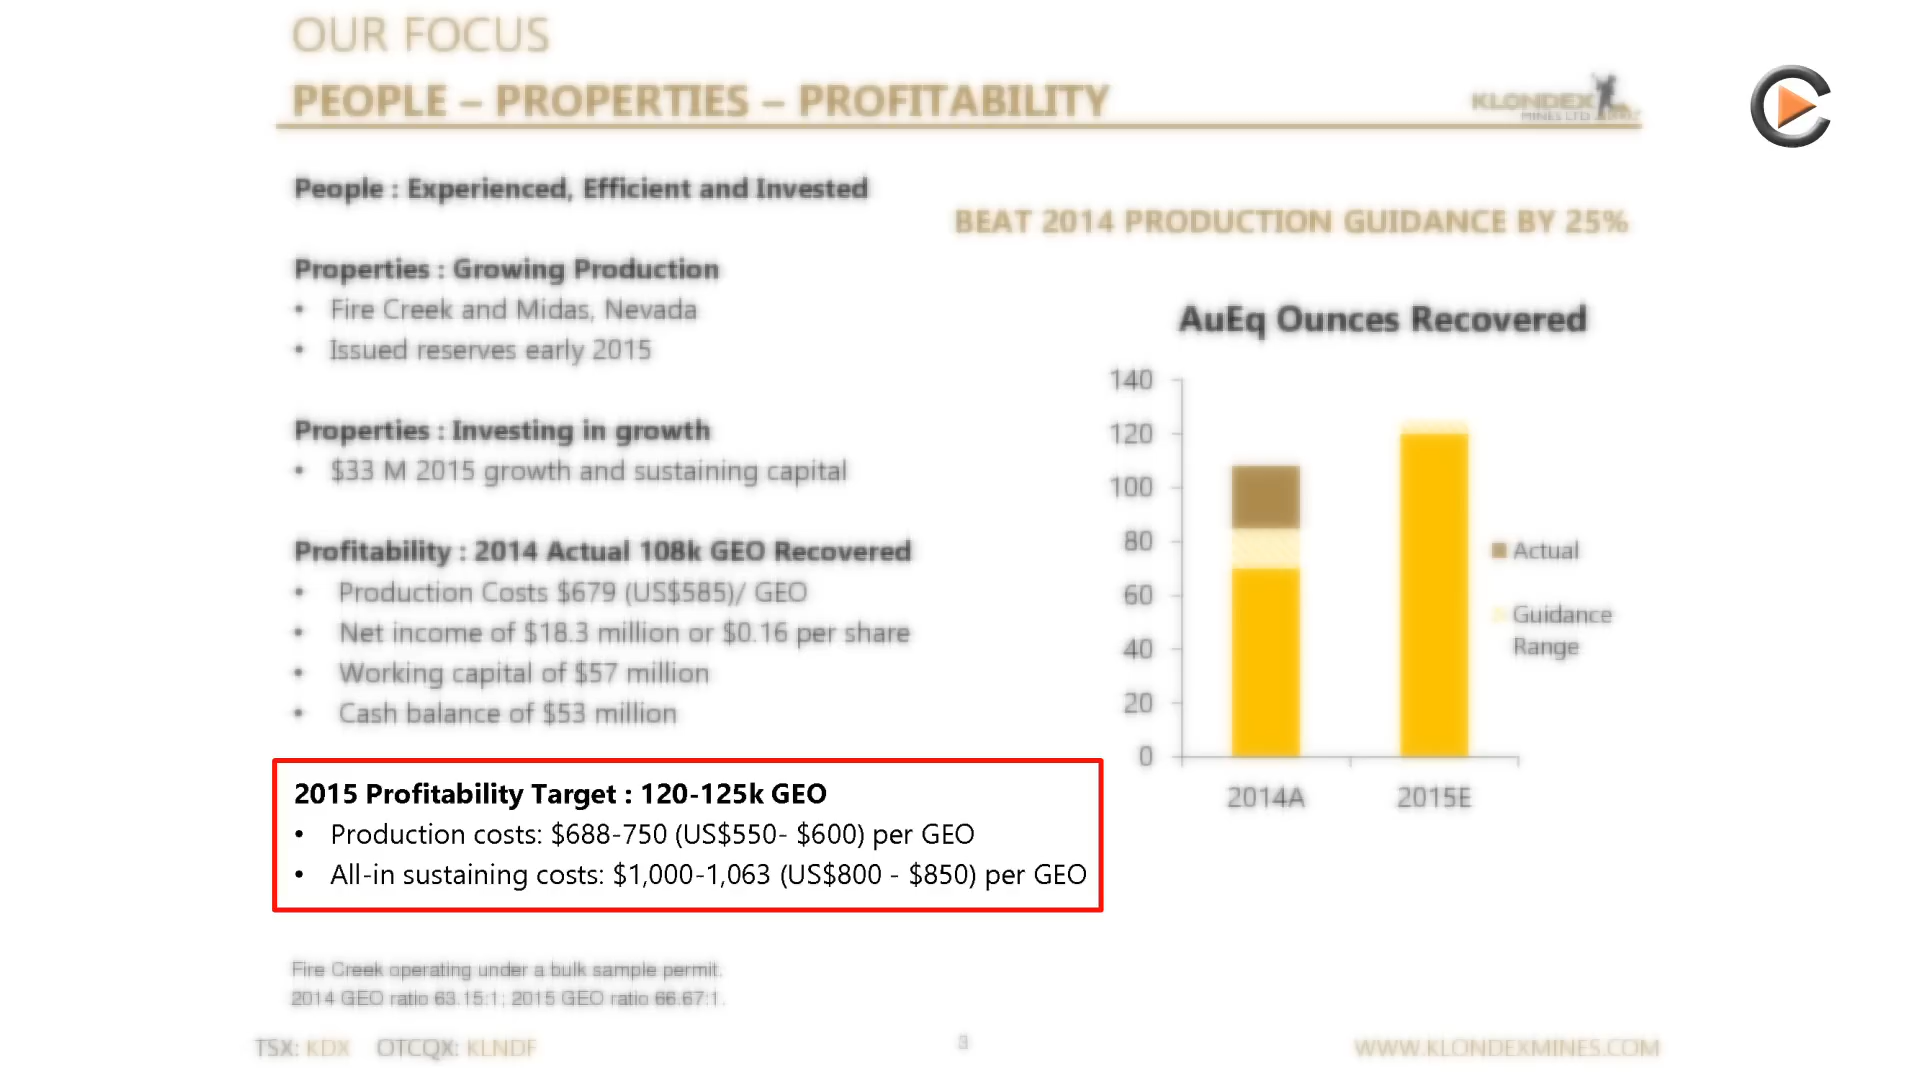 OUR FOCUS
PEOPLE – PROPERTIES – PROFITABILITY
KLONDEX
MINES LTD
People : Experienced, Efficient and Invested
Properties : Growing Production
• Fire Creek and Midas, Nevada
• Issued reserves early 2015
Properties : Investing in growth
• $33 M 2015 growth and sustaining capital
Profitability : 2014 Actual 108k GEO Recovered
• Production Costs $679 (US$585)/ GEO
• Net income of $18.3 million or $0.16 per share
• Working capital of $57 million
• Cash balance of $53 million
2015 Profitability Target : 120-125k GEO
• Production costs: $688-750 (US$550- $600) per GEO
• All-in sustaining costs: $1,000-1,063 (US$800 - $850) per GEO
BEAT 2014 PRODUCTION GUIDANCE BY 25%
AuEq Ounces Recovered
140
120
100
80
60
40
20
0
2014A 2015E
Actual
Guidance
Range
Fire Creek operating under a bulk sample permit.
2014 GEO ratio 63.15:1; 2015 GEO ratio 66.67:1.
TSX: KDX OTCQX: KLNDF
3
WWW.KLONDEXMINES.COM